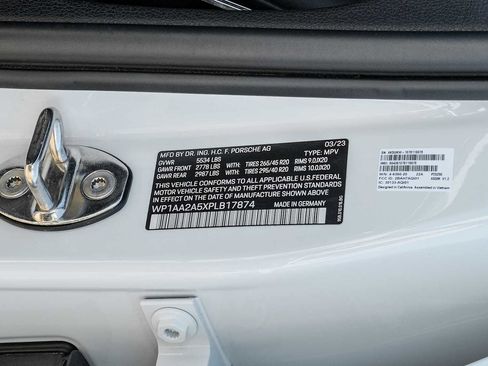 MFD BY DR. ING. H.C. F. PORSCHE AG 03/23
GVWR 5534 LBS TYPE: MPV
GAWR FRONT 2778 LBS WITH TIRES 265/45 R20 RIMS 9.0JX20
GAWR REAR 2987 LBS WITH TIRES 295/40 R20 RIMS 10.0JX20
THIS VEHICLE CONFORMS TO ALL APPLICABLE U.S.FEDERAL
MOTOR VEHICLE SAFETY AND THEFT PREVENTION STANDARDS
IN EFFECT ON THE DATE OF MANUFACTURE SHOWN ABOVE.
WP1AA2A5XPLB17874 MADE IN GERMANY
Designed in California Assembled in Vietnam